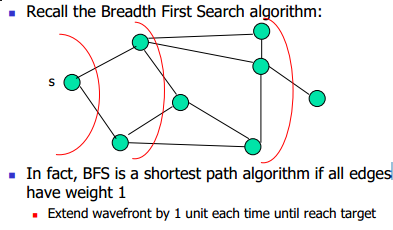 Recall the Breadth First Search algorithm:
s
In fact, BFS is a shortest path algorithm if all edges
have weight 1
Extend wavefront by 1 unit each time until reach target